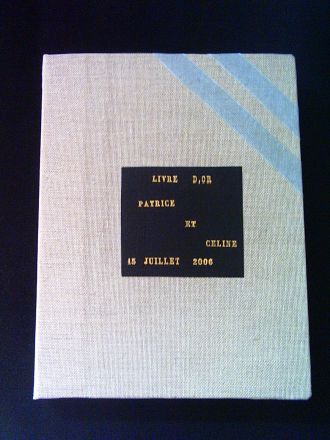 LIVRE D,OR
PATRICE
ET
CELINE
15 JUILLET 2006